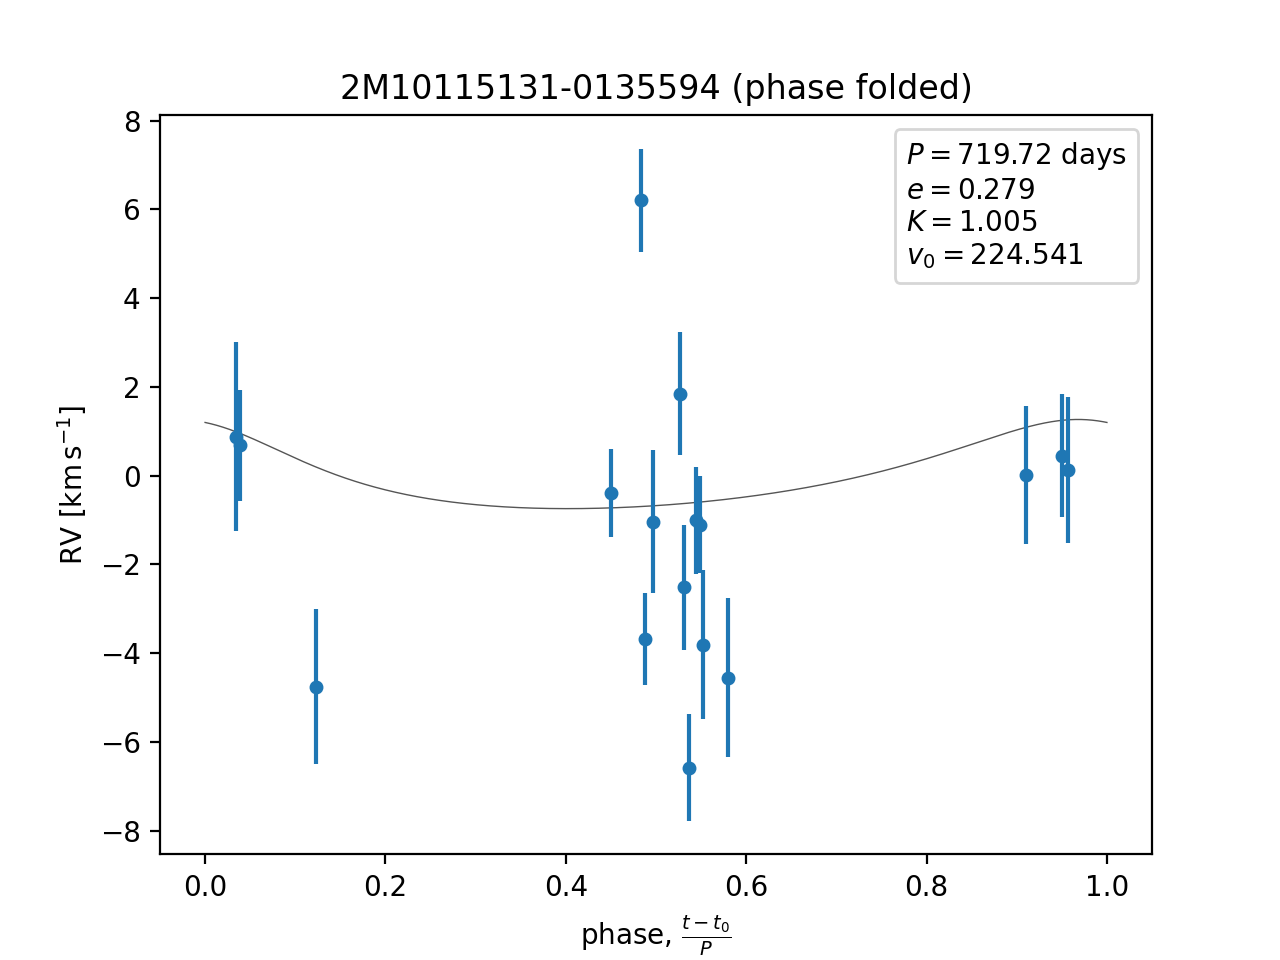 2M10115131-0135594 (phase folded)
P = 719.72 days
e = 0.279
K = 1.005
v₀ = 224.541
RV [km s⁻¹]
8
6
4
2
0
−2
−4
−6
−8
0.0 0.2 0.4 0.6 0.8 1.0
phase, (t − t₀)/P